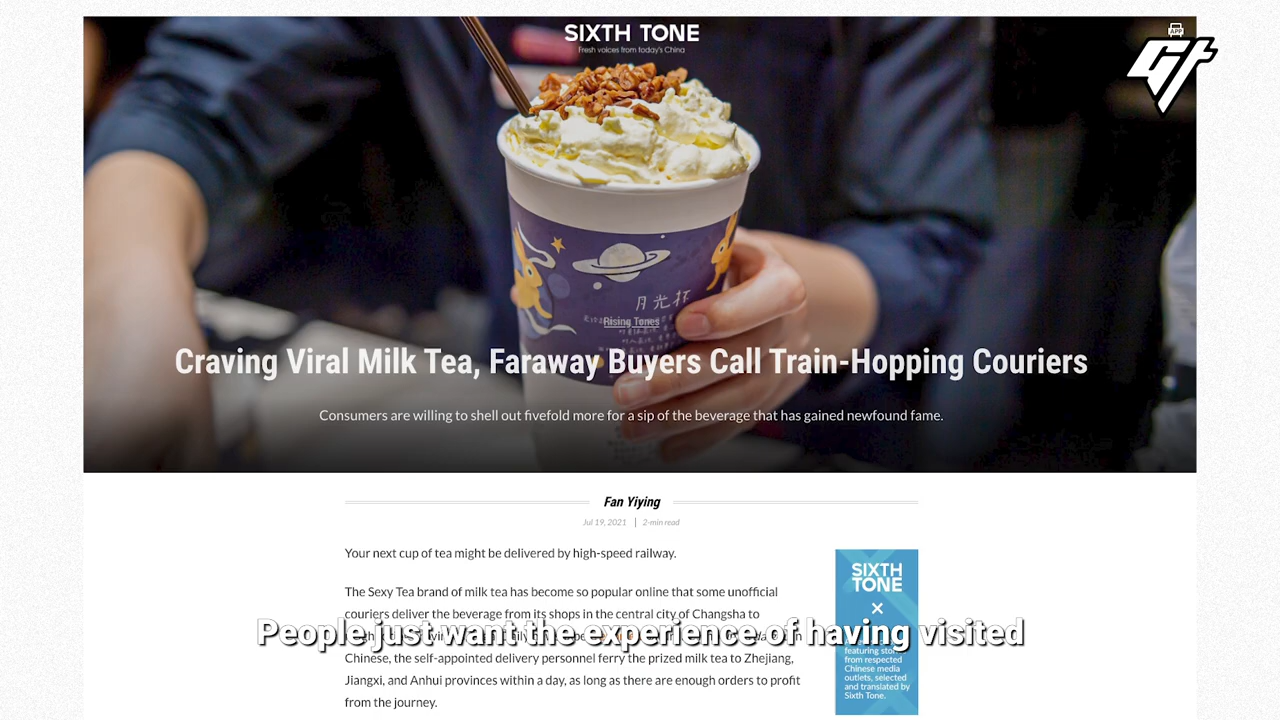 SIXTH TONE
Fresh voices from today's China
APP
GT
月光杯
Rising Tones
Craving Viral Milk Tea, Faraway Buyers Call Train-Hopping Couriers
Consumers are willing to shell out fivefold more for a sip of the beverage that has gained newfound fame.
Fan Yiying
Jul 19, 2021 | 2-min read
Your next cup of tea might be delivered by high-speed railway.
The Sexy Tea brand of milk tea has become so popular online that some unofficial
couriers deliver the beverage from its shops in the central city of Changsha to
People just want the experience of having visited
Chinese, the self-appointed delivery personnel ferry the prized milk tea to Zhejiang,
Jiangxi, and Anhui provinces within a day, as long as there are enough orders to profit
from the journey.
SIXTH
TONE
×
featuring
from respected
Chinese media
outlets, selected
and translated by
Sixth Tone.